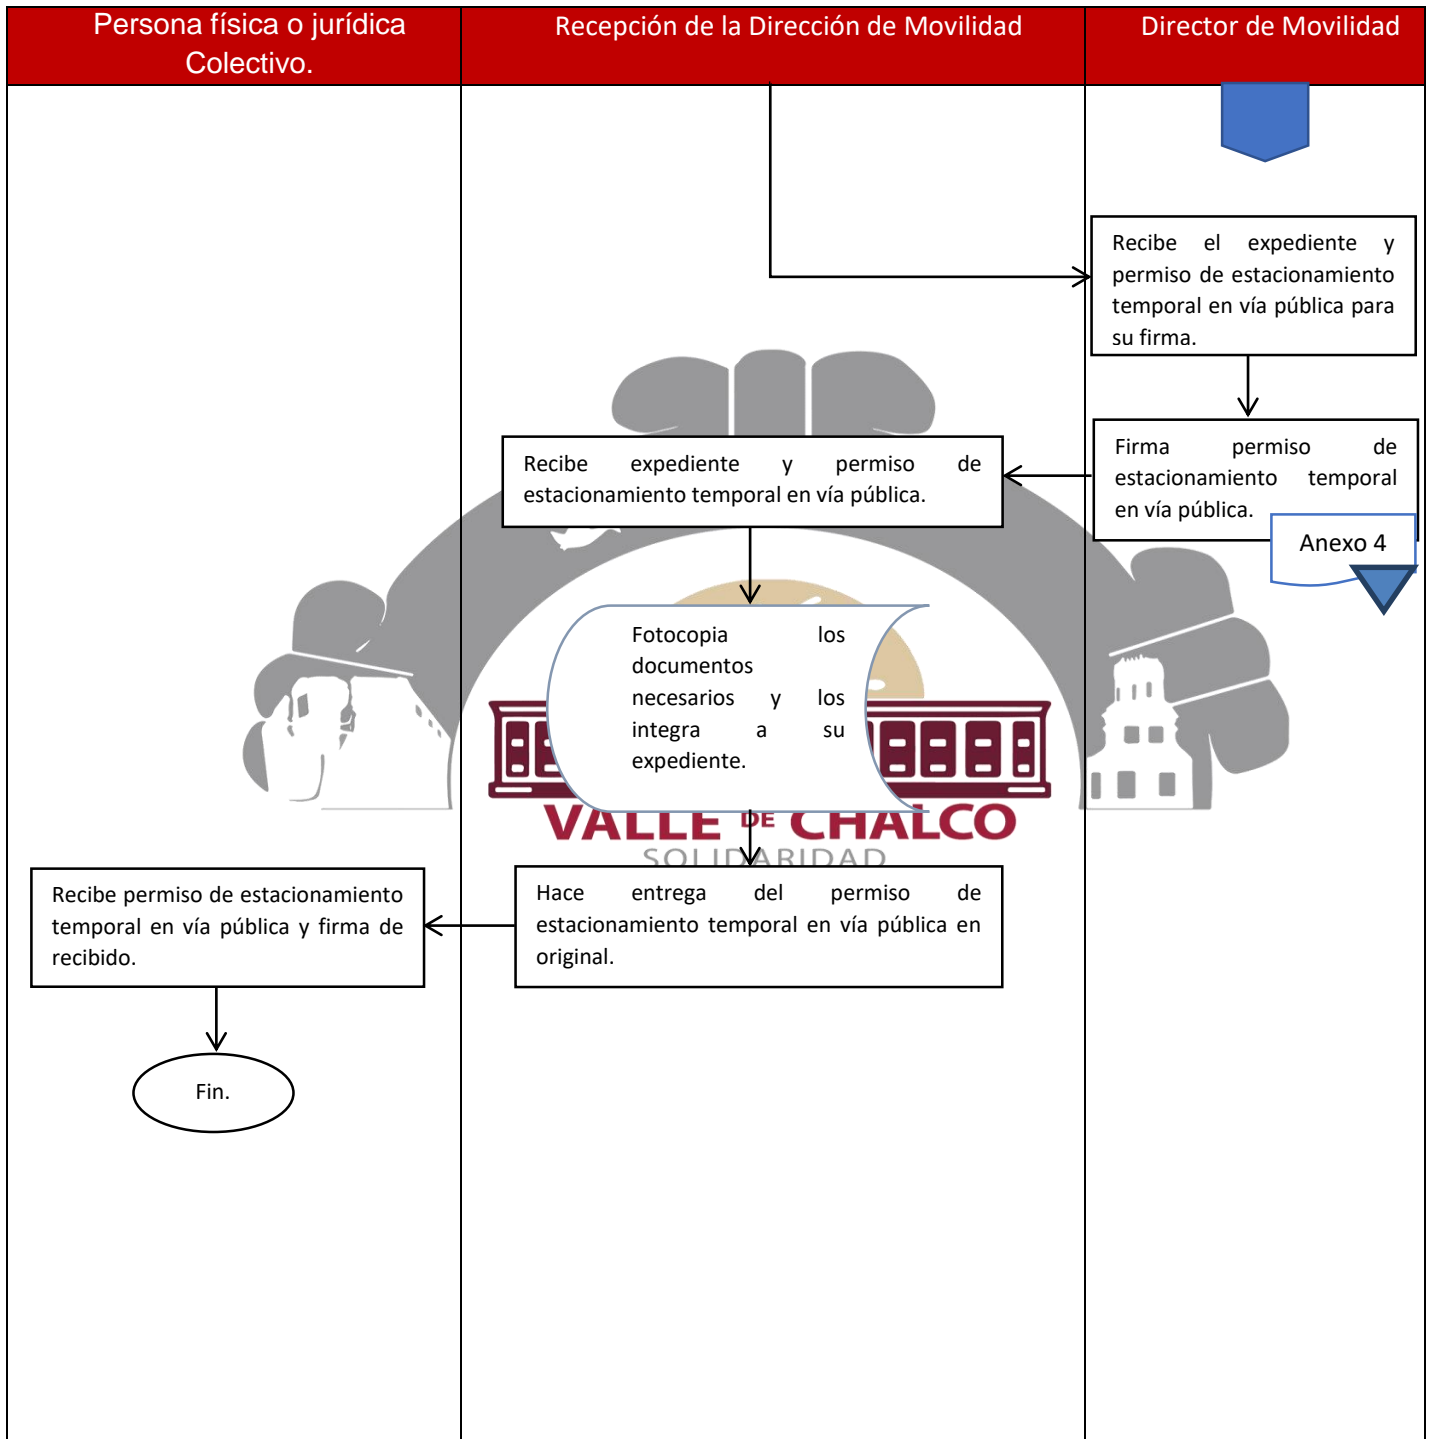 Persona física o jurídica
Colectivo.
Recepción de la Dirección de Movilidad
Director de Movilidad
Recibe el expediente y
permiso de estacionamiento
temporal en vía pública para
su firma.
Firma permiso de
estacionamiento temporal
en vía pública.
Anexo 4
Recibe expediente y permiso de
estacionamiento temporal en vía pública.
Fotocopia los
documentos
necesarios y los
integra a su
expediente.
VALLE DE CHALCO
SOLIDARIDAD
Hace entrega del permiso de
estacionamiento temporal en vía pública en
original.
Recibe permiso de estacionamiento
temporal en vía pública y firma de
recibido.
Fin.